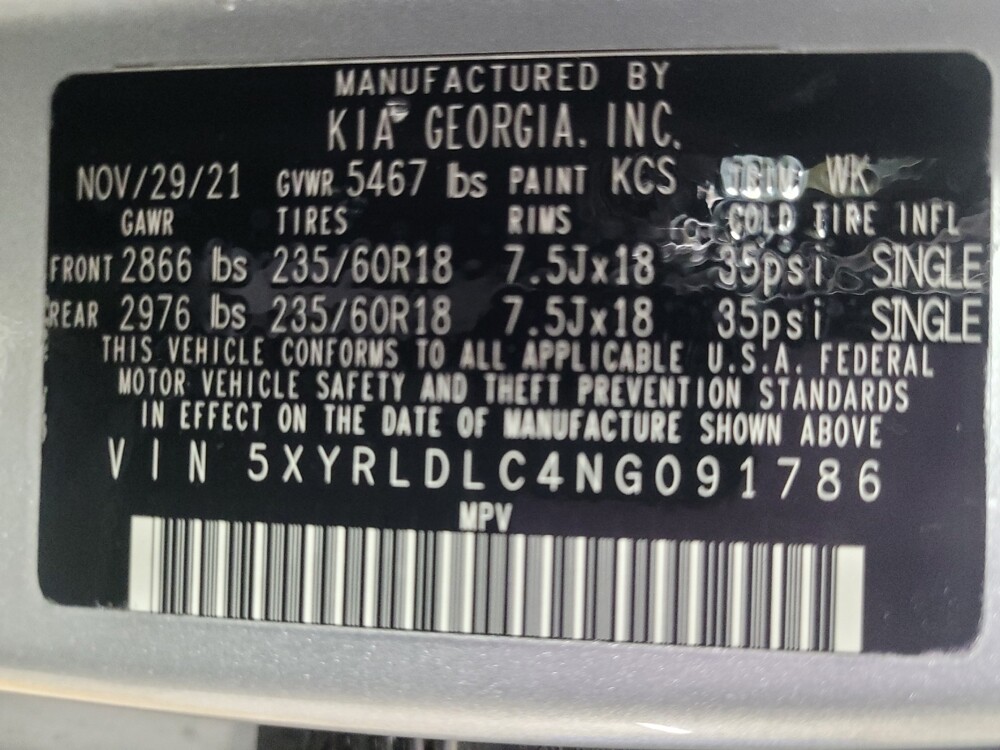 MANUFACTURED BY
KIA GEORGIA. INC.
NOV/29/21 GVWR 5467 lbs PAINT KCS TRIM WK
GAWR TIRES RIMS COLD TIRE INFL
FRONT 2866 lbs 235/60R18 7.5Jx18 35psi SINGLE
REAR 2976 lbs 235/60R18 7.5Jx18 35psi SINGLE
THIS VEHICLE CONFORMS TO ALL APPLICABLE U.S.A. FEDERAL
MOTOR VEHICLE SAFETY AND THEFT PREVENTION STANDARDS
IN EFFECT ON THE DATE OF MANUFACTURE SHOWN ABOVE
VIN 5XYRLDLC4NG091786
MPV